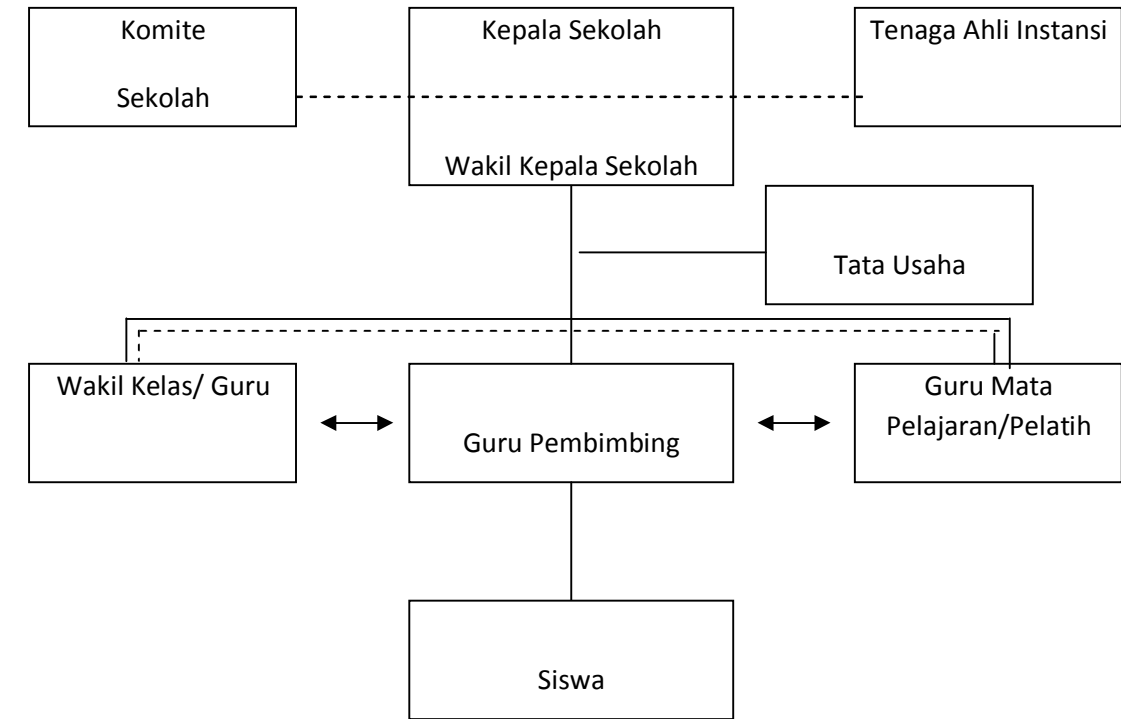 Komite
Sekolah
Kepala Sekolah
Wakil Kepala Sekolah
Tenaga Ahli Instansi
Tata Usaha
Wakil Kelas/ Guru
Guru Pembimbing
Guru Mata
Pelajaran/Pelatih
Siswa